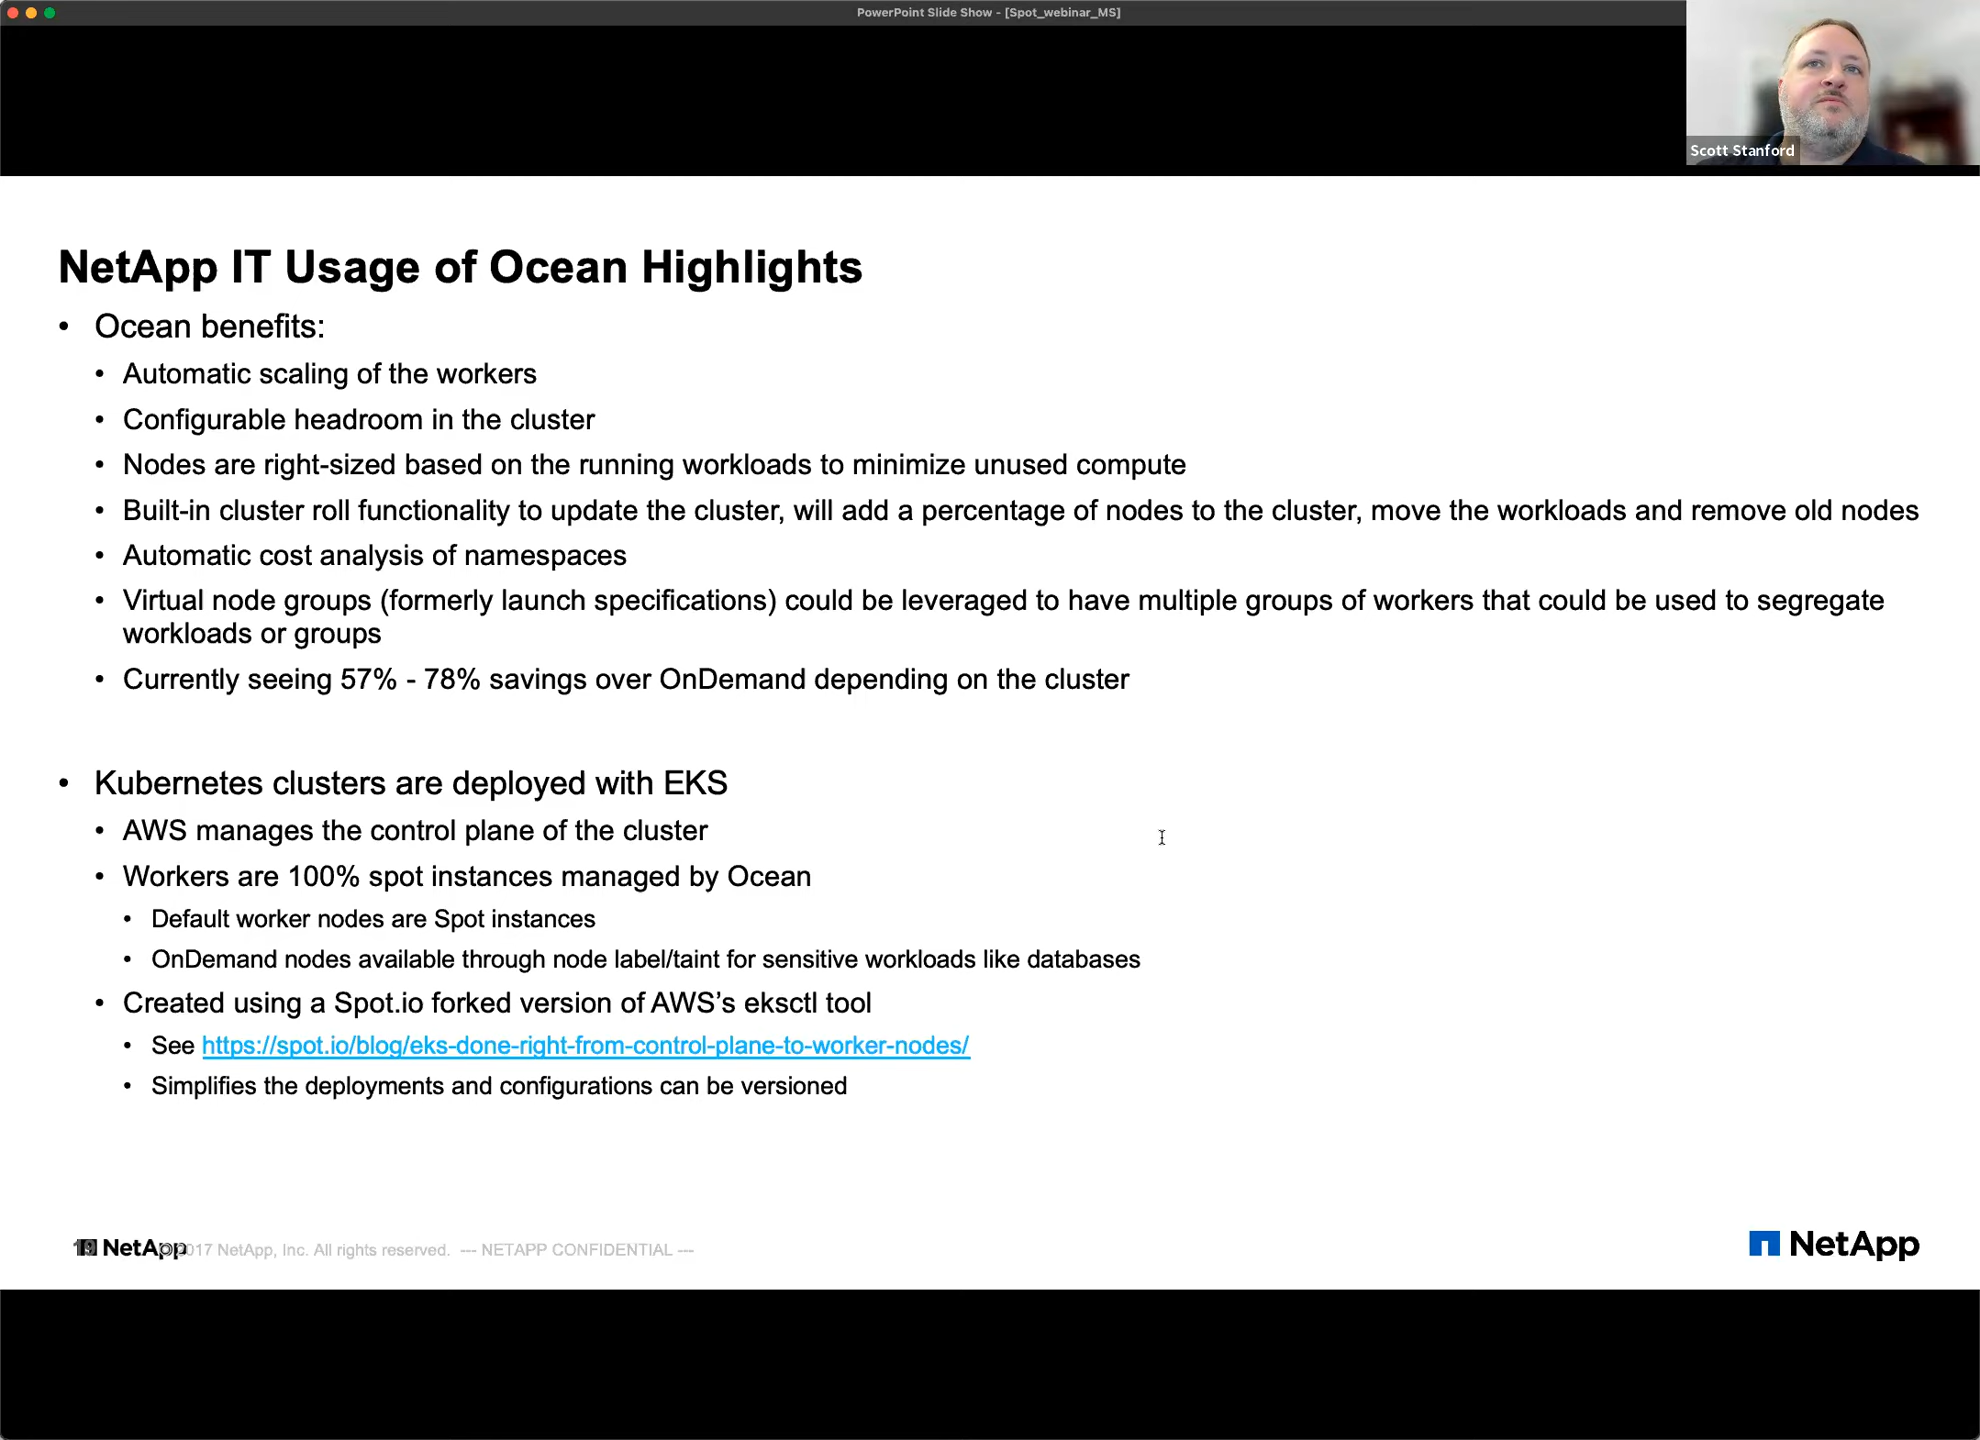 PowerPoint Slide Show - [Spot_webinar_MS]
Scott Stanford
NetApp IT Usage of Ocean Highlights
• Ocean benefits:
• Automatic scaling of the workers
• Configurable headroom in the cluster
• Nodes are right-sized based on the running workloads to minimize unused compute
• Built-in cluster roll functionality to update the cluster, will add a percentage of nodes to the cluster, move the workloads and remove old nodes
• Automatic cost analysis of namespaces
• Virtual node groups (formerly launch specifications) could be leveraged to have multiple groups of workers that could be used to segregate
workloads or groups
• Currently seeing 57% - 78% savings over OnDemand depending on the cluster
• Kubernetes clusters are deployed with EKS
• AWS manages the control plane of the cluster
• Workers are 100% spot instances managed by Ocean
• Default worker nodes are Spot instances
• OnDemand nodes available through node label/taint for sensitive workloads like databases
• Created using a Spot.io forked version of AWS’s eksctl tool
• See https://spot.io/blog/eks-done-right-from-control-plane-to-worker-nodes/
• Simplifies the deployments and configurations can be versioned
NetApp © 2017 NetApp, Inc. All rights reserved. --- NETAPP CONFIDENTIAL ---
NetApp